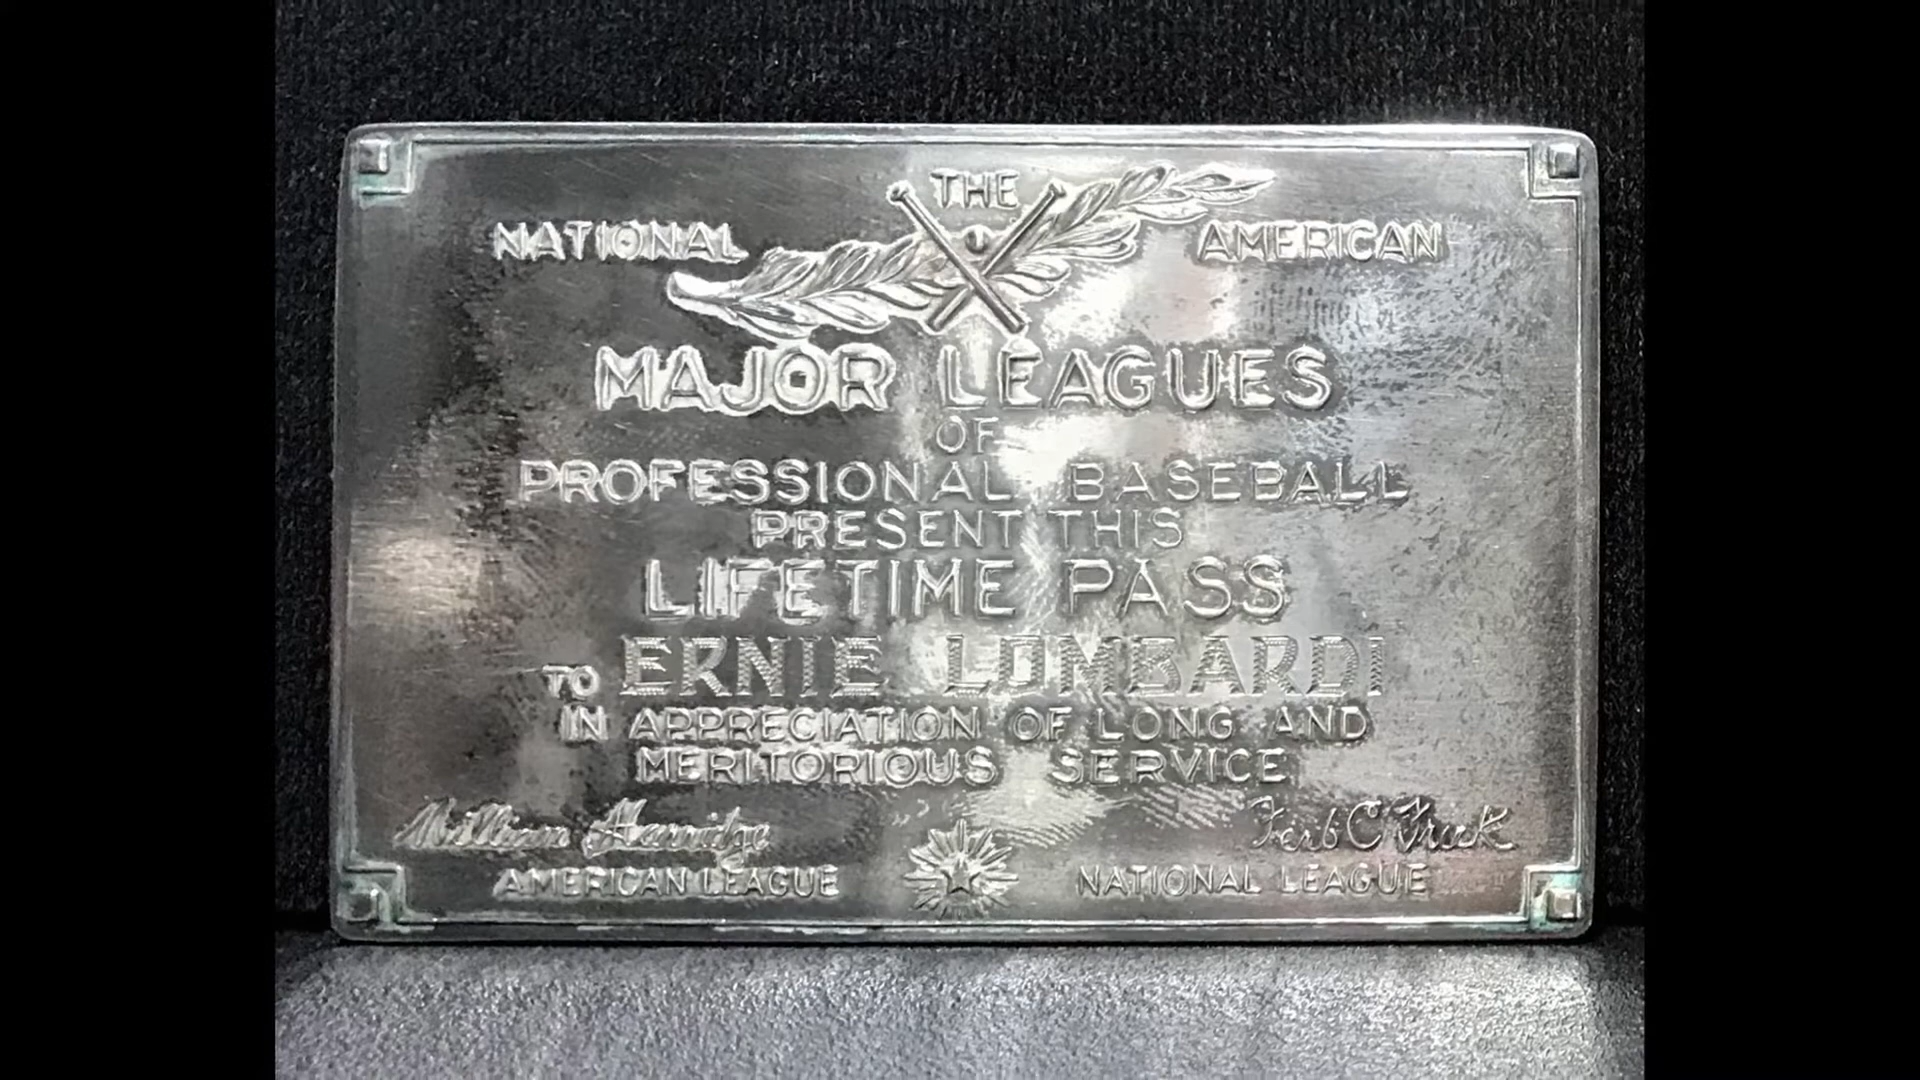 THE
NATIONAL AMERICAN
MAJOR LEAGUES
OF
PROFESSIONAL BASEBALL
PRESENT THIS
LIFETIME PASS
TO ERNIE LOMBARDI
IN APPRECIATION OF LONG AND
MERITORIOUS SERVICE
William Harridge Ford C Frick
AMERICAN LEAGUE NATIONAL LEAGUE